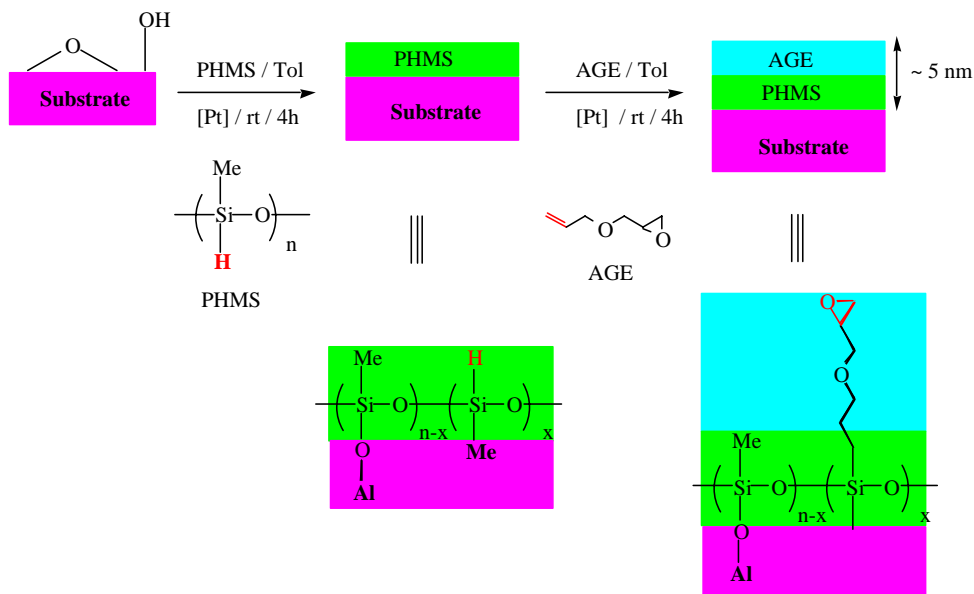 OH
O
Substrate
PHMS / Tol
[Pt] / rt / 4h
PHMS
Substrate
AGE / Tol
[Pt] / rt / 4h
AGE
PHMS
Substrate
~ 5 nm
Me
Si
O
n
H
PHMS
O
O
AGE
Me
H
Si
O
Si
O
n-x
x
O
Me
Al
O
O
Me
Si
O
Si
O
n-x
x
O
Al